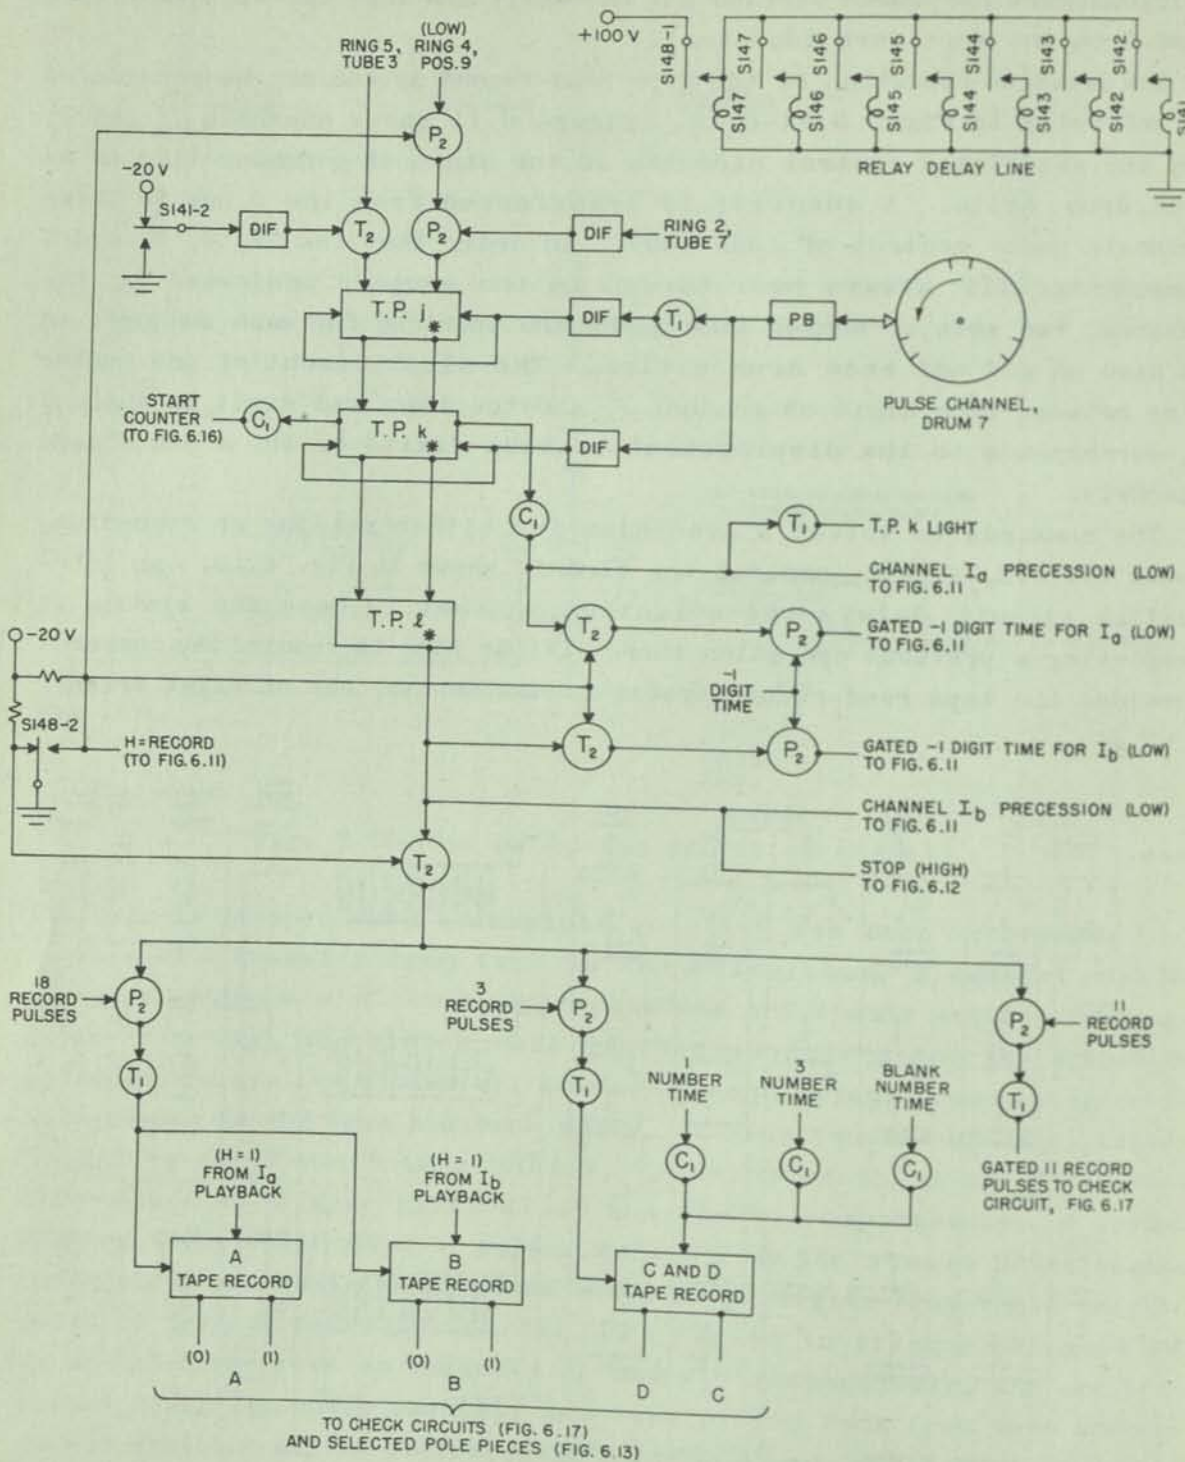 +100 V
S148-1
S147
S146
S145
S144
S143
S142
S147
S146
S145
S144
S143
S142
S141
RELAY DELAY LINE
RING 5,
TUBE 3
(LOW)
RING 4,
POS. 9
P2
-20 V
S141-2
DIF
T2
P2
DIF
RING 2,
TUBE 7
T.P. j *
DIF
T1
PB
PULSE CHANNEL,
DRUM 7
START
COUNTER
(TO FIG. 6.16)
C1
+
T.P. k *
DIF
C1
T1
T.P. k LIGHT
CHANNEL Ia PRECESSION (LOW)
TO FIG. 6.11
T.P. ℓ *
T2
P2
GATED -1 DIGIT TIME FOR Ia (LOW)
TO FIG. 6.11
-20 V
-1
DIGIT
TIME
S148-2
H=RECORD
(TO FIG. 6.11)
T2
P2
GATED -1 DIGIT TIME FOR Ib (LOW)
TO FIG. 6.11
CHANNEL Ib PRECESSION (LOW)
TO FIG. 6.11
T2
STOP (HIGH)
TO FIG. 6.12
18
RECORD
PULSES
P2
3
RECORD
PULSES
P2
P2
11
RECORD
PULSES
T1
T1
1
NUMBER
TIME
3
NUMBER
TIME
BLANK
NUMBER
TIME
T1
(H = 1)
FROM Ia
PLAYBACK
(H = 1)
FROM Ib
PLAYBACK
C1
C1
C1
GATED 11 RECORD
PULSES TO CHECK
CIRCUIT, FIG. 6.17
A
TAPE RECORD
B
TAPE RECORD
C AND D
TAPE RECORD
(0)
(1)
(0)
(1)
A
B
D
C
TO CHECK CIRCUITS (FIG. 6.17)
AND SELECTED POLE PIECES (FIG. 6.13)